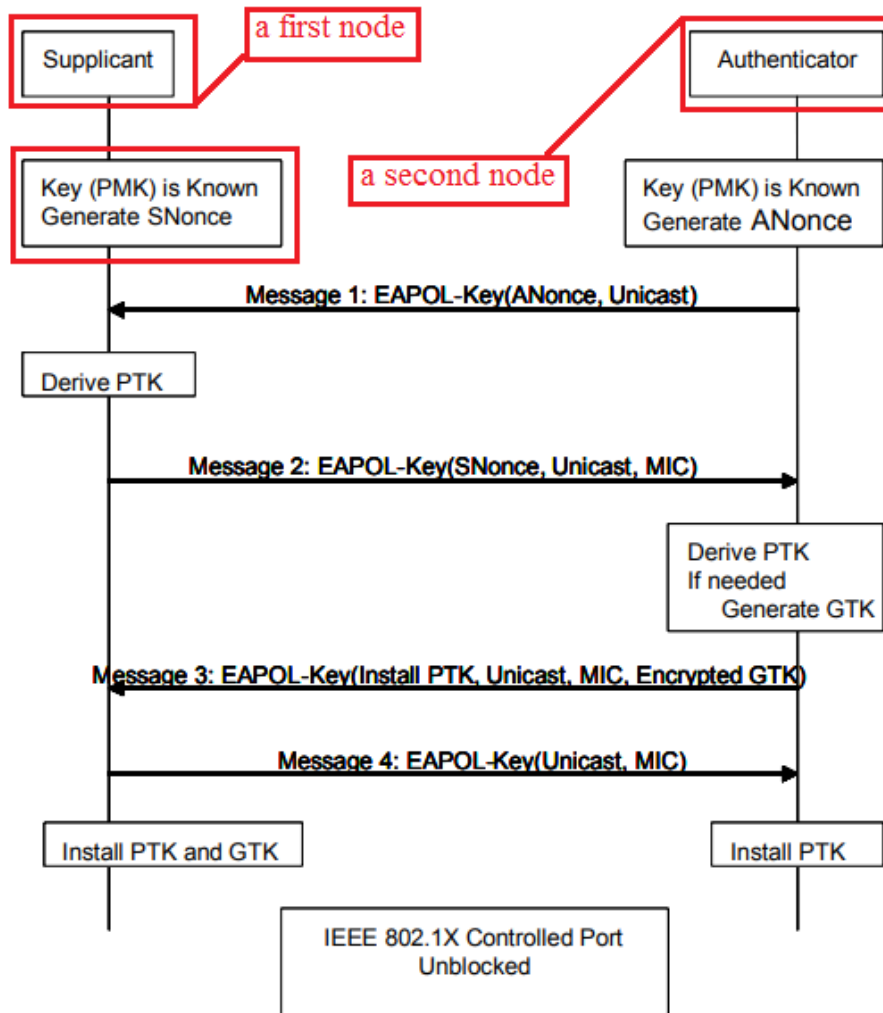 a first node
Supplicant
Authenticator
a second node
Key (PMK) is Known
Generate SNonce
Key (PMK) is Known
Generate ANonce
Message 1: EAPOL-Key(ANonce, Unicast)
Derive PTK
Message 2: EAPOL-Key(SNonce, Unicast, MIC)
Derive PTK
If needed
Generate GTK
Message 3: EAPOL-Key(Install PTK, Unicast, MIC, Encrypted GTK)
Message 4: EAPOL-Key(Unicast, MIC)
Install PTK and GTK
Install PTK
IEEE 802.1X Controlled Port
Unblocked